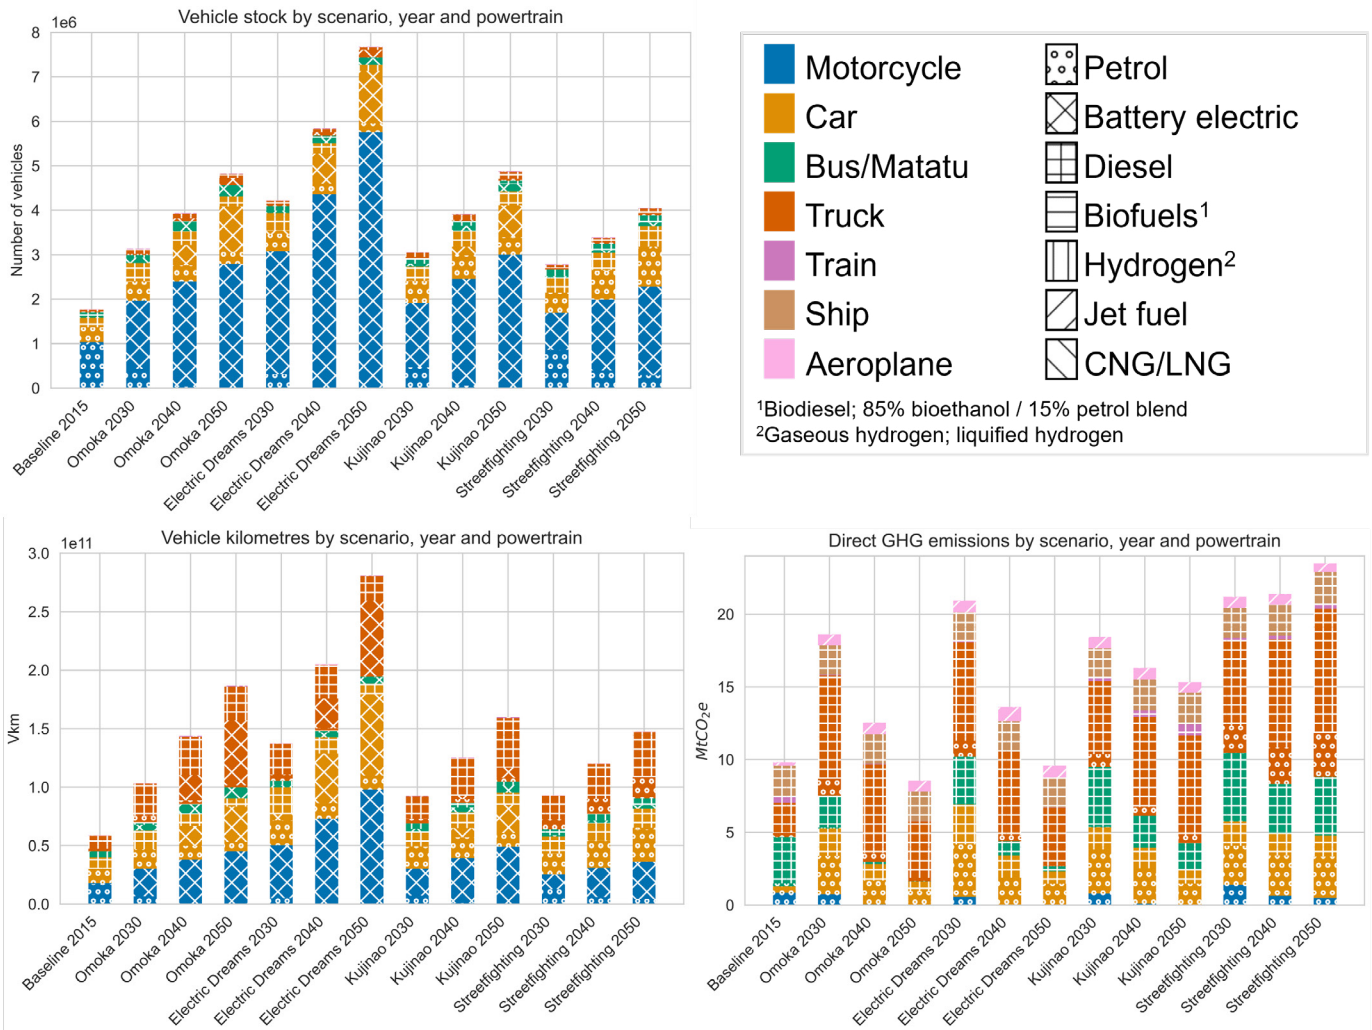 Vehicle stock by scenario, year and powertrain
1e6
8
7
6
5
4
3
2
1
0
Number of vehicles
Baseline 2015
Omoka 2030
Omoka 2040
Omoka 2050
Electric Dreams 2030
Electric Dreams 2040
Electric Dreams 2050
Kujinao 2030
Kujinao 2040
Kujinao 2050
Streetfighting 2030
Streetfighting 2040
Streetfighting 2050
Motorcycle
Car
Bus/Matatu
Truck
Train
Ship
Aeroplane
Petrol
Battery electric
Diesel
Biofuels¹
Hydrogen²
Jet fuel
CNG/LNG
¹Biodiesel; 85% bioethanol / 15% petrol blend
²Gaseous hydrogen; liquified hydrogen
Vehicle kilometres by scenario, year and powertrain
1e11
3.0
2.5
2.0
1.5
1.0
0.5
0.0
Vkm
Baseline 2015
Omoka 2030
Omoka 2040
Omoka 2050
Electric Dreams 2030
Electric Dreams 2040
Electric Dreams 2050
Kujinao 2030
Kujinao 2040
Kujinao 2050
Streetfighting 2030
Streetfighting 2040
Streetfighting 2050
Direct GHG emissions by scenario, year and powertrain
20
15
10
5
0
MtCO₂e
Baseline 2015
Omoka 2030
Omoka 2040
Omoka 2050
Electric Dreams 2030
Electric Dreams 2040
Electric Dreams 2050
Kujinao 2030
Kujinao 2040
Kujinao 2050
Streetfighting 2030
Streetfighting 2040
Streetfighting 2050